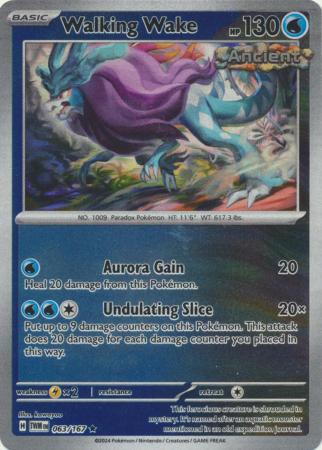 BASIC
Walking Wake
HP 130
Ancient
NO. 1009 Paradox Pokémon HT: 11'6" WT: 617.3 lbs.
Aurora Gain 20
Heal 20 damage from this Pokémon.
Undulating Slice 20×
Put up to 9 damage counters on this Pokémon. This attack
does 20 damage for each damage counter you placed in
this way.
weakness ×2 resistance retreat
Illus. kawayoo
H TWM EN 063/167 ★
This ferocious creature is shrouded in
mystery. It's named after an aquatic monster
mentioned in an old expedition journal.
©2024 Pokémon / Nintendo / Creatures / GAME FREAK